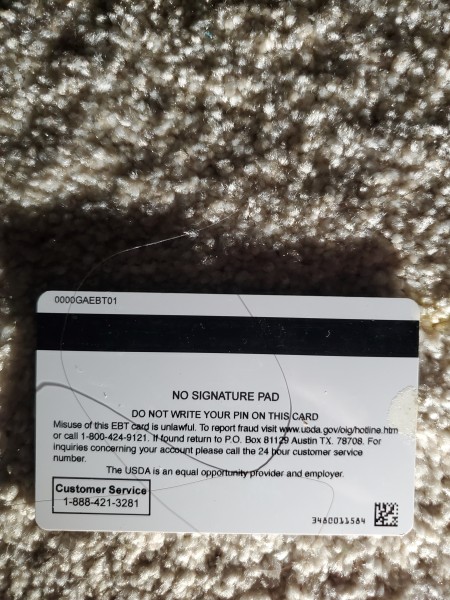 0000GAEBT01
NO SIGNATURE PAD
DO NOT WRITE YOUR PIN ON THIS CARD
Misuse of this EBT card is unlawful. To report fraud visit www.usda.gov/oig/hotline.htm
or call 1-800-424-9121. If found return to P.O. Box 81129 Austin TX. 78708. For
inquiries concerning your account please call the 24 hour customer service
number.
The USDA is an equal opportunity provider and employer.
Customer Service
1-888-421-3281
3480011584